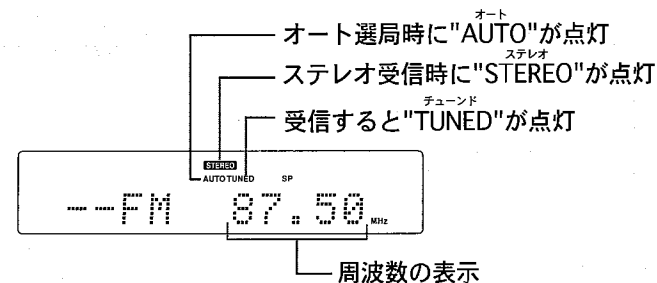 オート
オート選局時に"AUTO"が点灯
ステレオ
ステレオ受信時に"STEREO"が点灯
チューンド
受信すると"TUNED"が点灯
STEREO
AUTO TUNED SP
--FM 87.50 MHz
周波数の表示